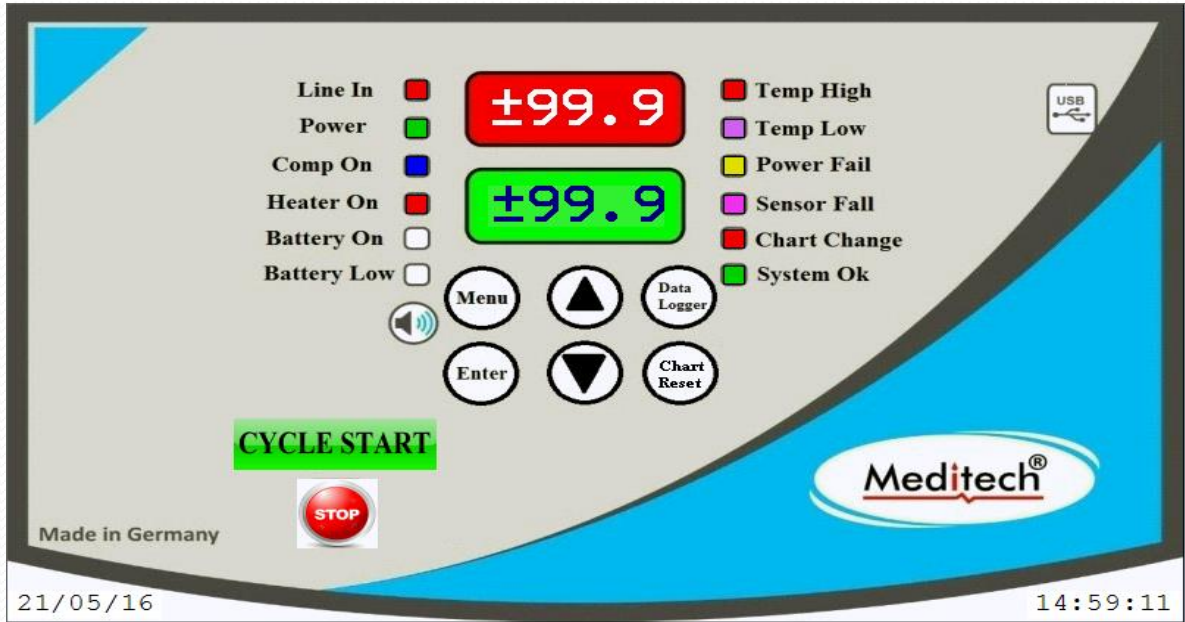 Line In
Power
Comp On
Heater On
Battery On
Battery Low
±99.9
±99.9
Temp High
Temp Low
Power Fail
Sensor Fall
Chart Change
System Ok
USB
Menu
Data
Logger
Enter
Chart
Reset
CYCLE START
STOP
Meditech®
Made in Germany
21/05/16
14:59:11